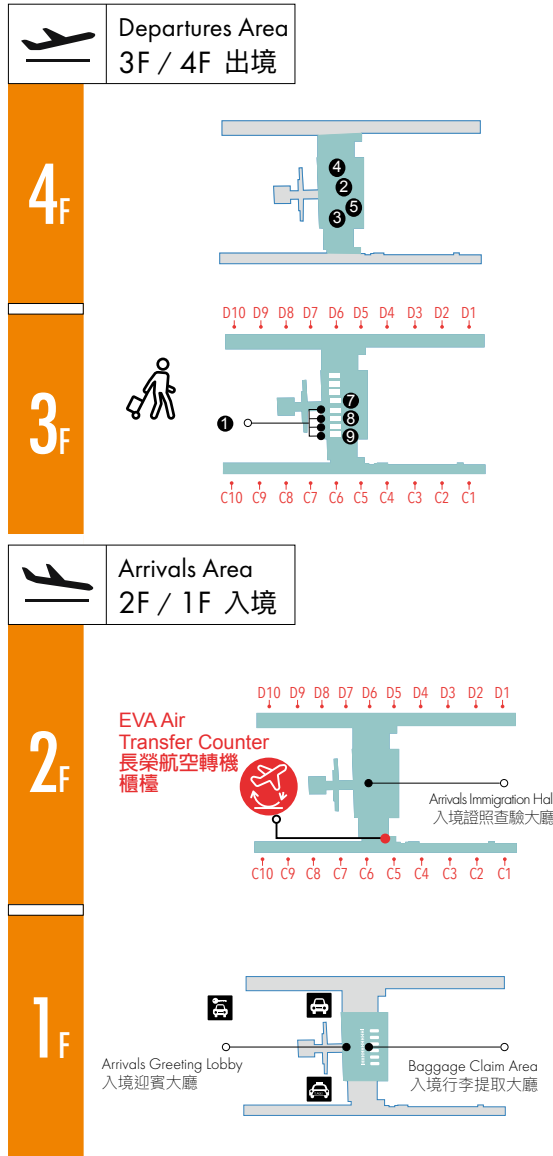 Departures Area
3F / 4F 出境
4F
4
2
5
3
D10 D9 D8 D7 D6 D5 D4 D3 D2 D1
3F
7
1
8
9
C10 C9 C8 C7 C6 C5 C4 C3 C2 C1
Arrivals Area
2F / 1F 入境
D10 D9 D8 D7 D6 D5 D4 D3 D2 D1
EVA Air
Transfer Counter
長榮航空轉機
櫃檯
2F
Arrivals Immigration Hal
入境證照查驗大廳
C10 C9 C8 C7 C6 C5 C4 C3 C2 C1
1F
Arrivals Greeting Lobby
入境迎賓大廳
Baggage Claim Area
入境行李提取大廳